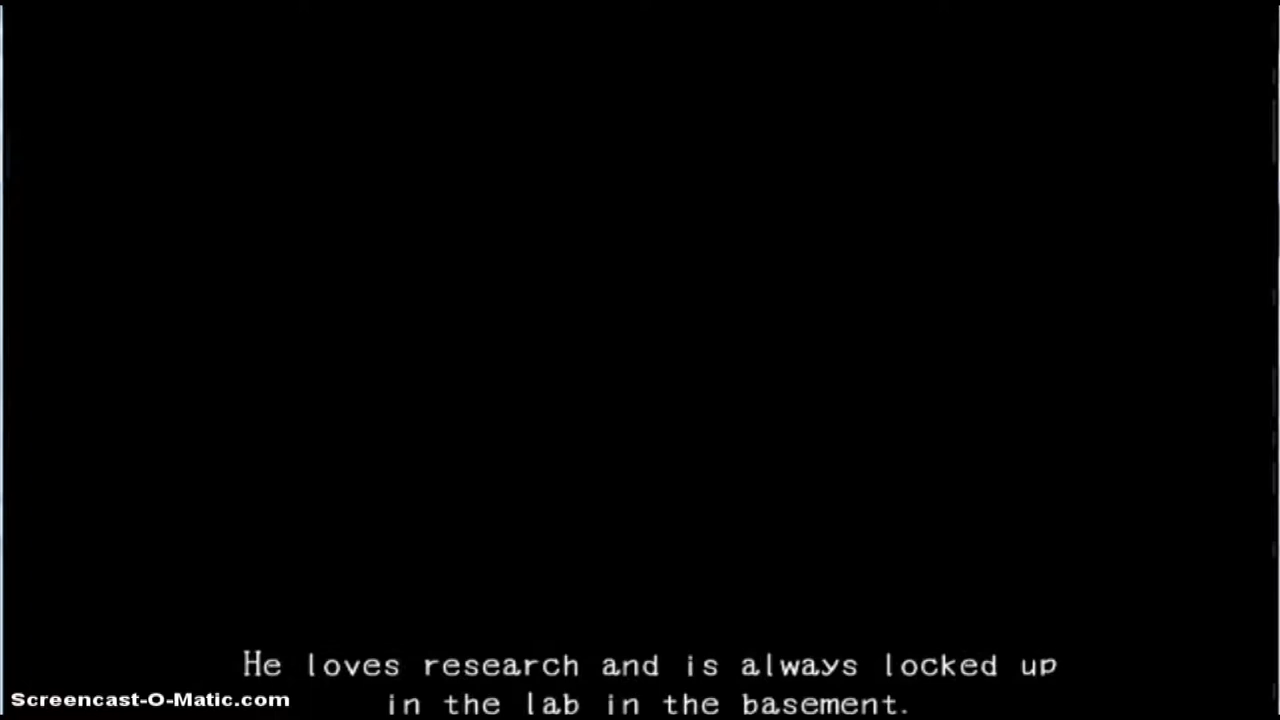 He loves research and is always locked up
in the lab in the basement.
Screencast-O-Matic.com